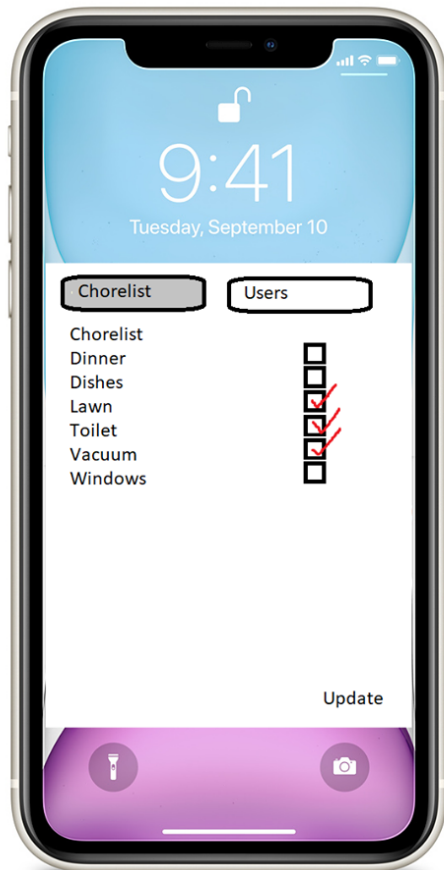 9:41
Tuesday, September 10
Chorelist
Users
Chorelist
Dinner
Dishes
Lawn
Toilet
Vacuum
Windows
Update